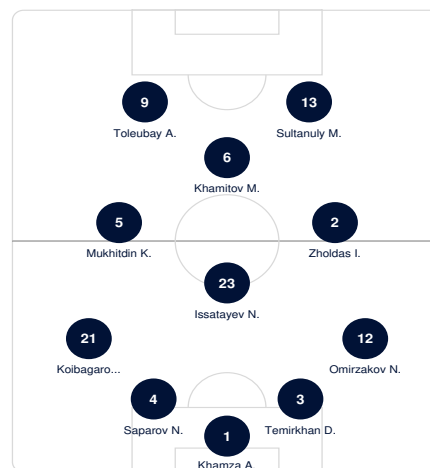 9
13
Toleubay A.
Sultanuly M.
6
Khamitov M.
5
2
Mukhitdin K.
Zholdas I.
23
Issatayev N.
21
12
Koibagaro...
Omirzakov N.
4
3
Saparov N.
Temirkhan D.
1
Khamza A